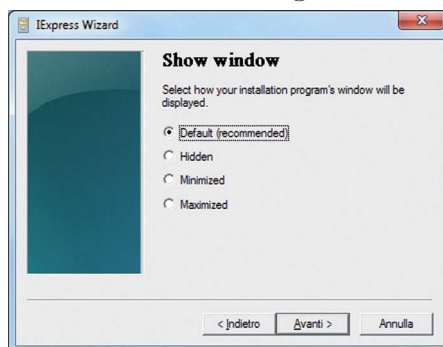 IExpress Wizard
Show window
Select how your installation program's window will be
displayed.
Default (recommended)
Hidden
Minimized
Maximized
< Indietro Avanti > Annulla